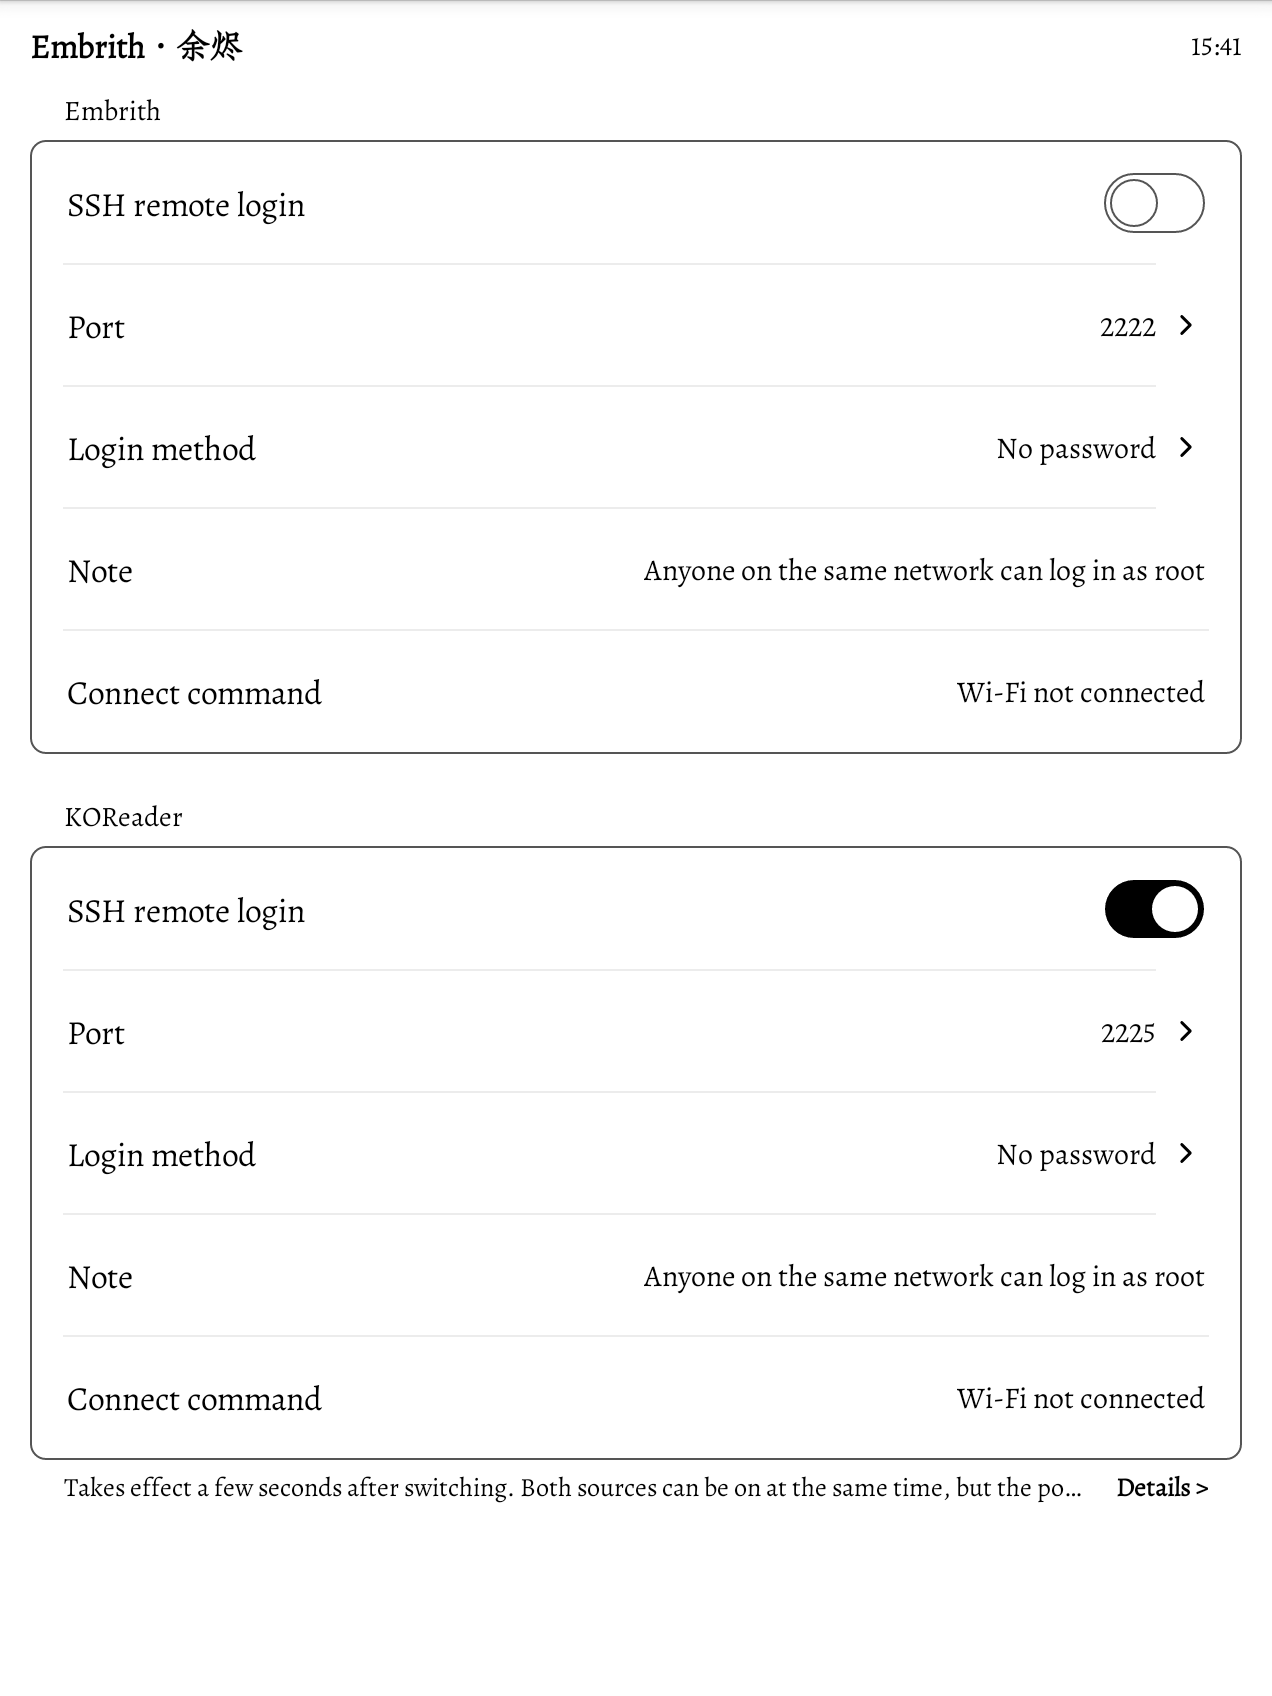 Embrith · 余烬
15:41
Embrith
SSH remote login
Port 2222 >
Login method No password >
Note Anyone on the same network can log in as root
Connect command Wi-Fi not connected
KOReader
SSH remote login
Port 2225 >
Login method No password >
Note Anyone on the same network can log in as root
Connect command Wi-Fi not connected
Takes effect a few seconds after switching. Both sources can be on at the same time, but the po... Details >